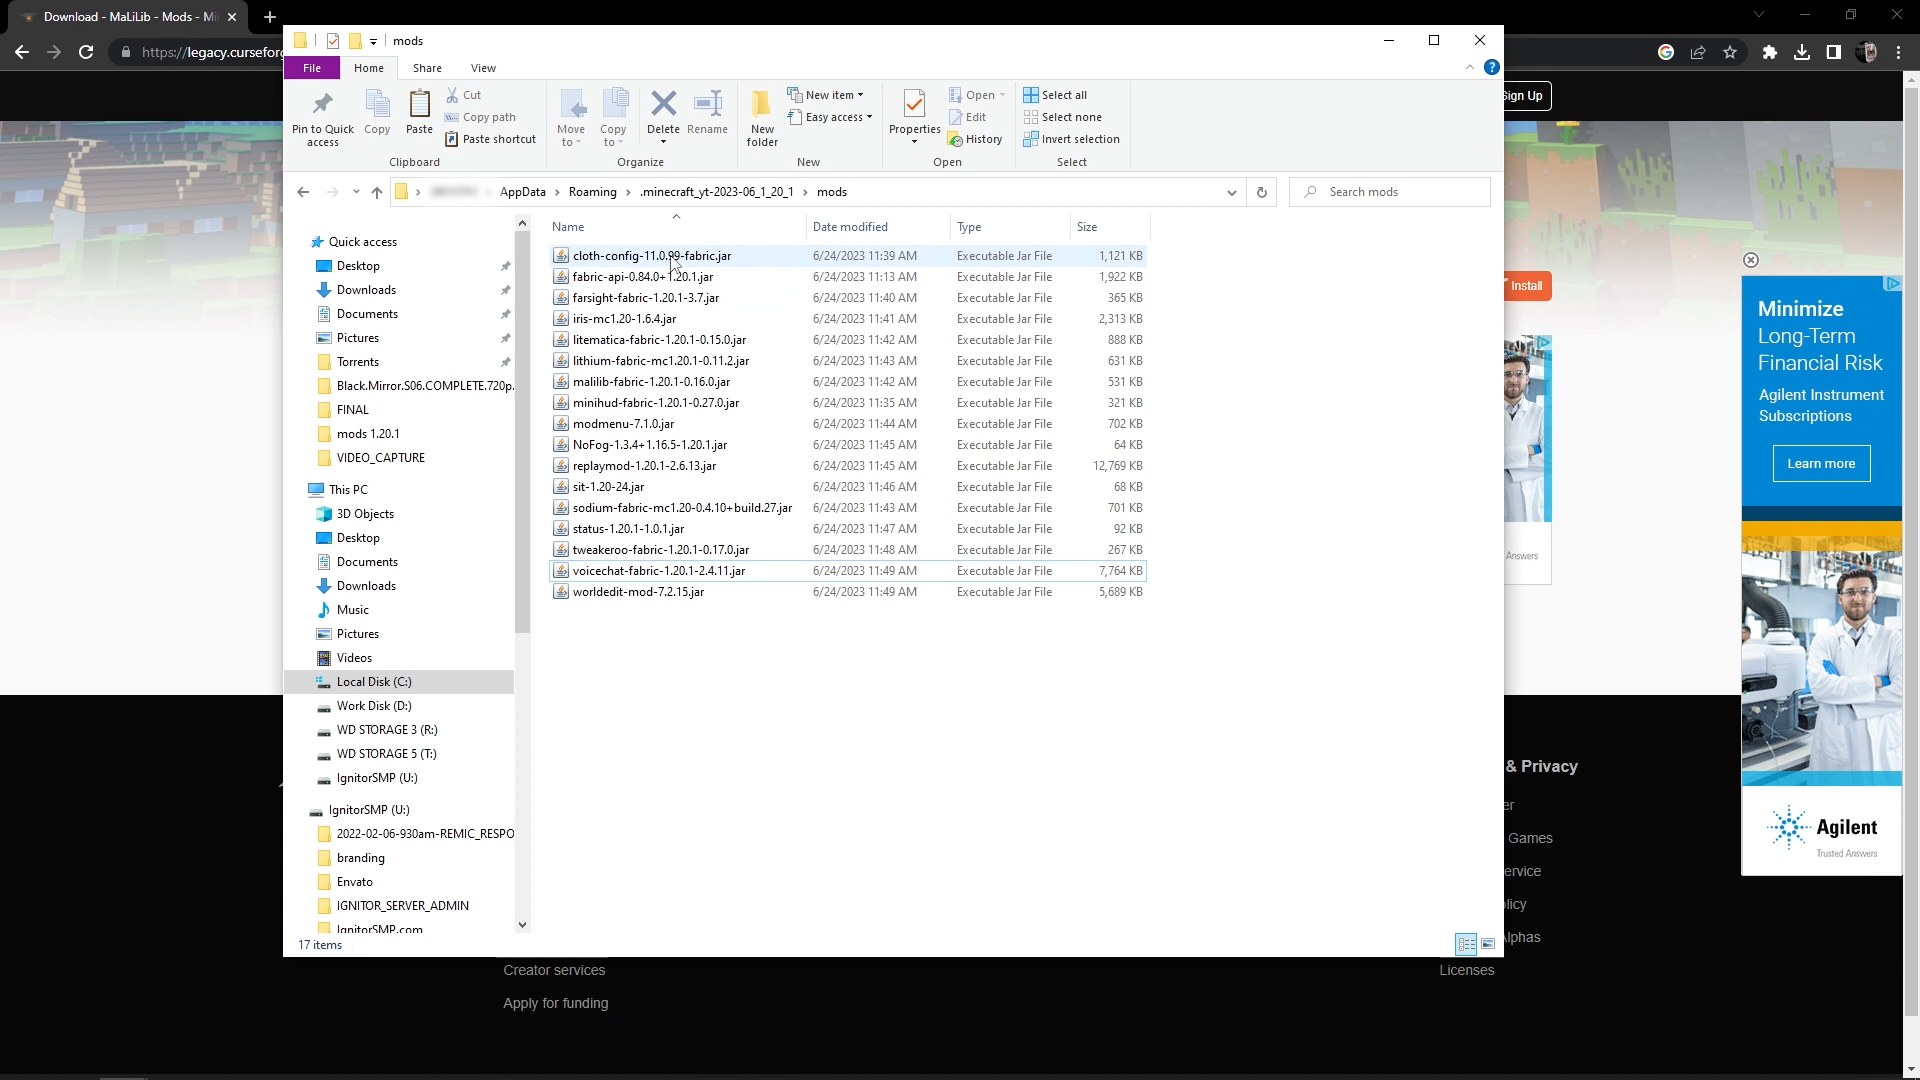 Download - MaLiLib - Mods - Mi
https://legacy.cursefor
mods
File
Home
Share
View
Pin to Quick access
Copy
Paste
Cut
Copy path
Paste shortcut
Clipboard
Move to
Copy to
Delete
Rename
Organize
New folder
New item
Easy access
New
Properties
Open
Edit
History
Open
Select all
Select none
Invert selection
Select
AppData
Roaming
.minecraft_yt-2023-06_1_20_1
mods
Search mods
Name
Date modified
Type
Size
cloth-config-11.0.99-fabric.jar 6/24/2023 11:39 AM Executable Jar File 1,121 KB
fabric-api-0.84.0+1.20.1.jar 6/24/2023 11:13 AM Executable Jar File 1,922 KB
farsight-fabric-1.20.1-3.7.jar 6/24/2023 11:40 AM Executable Jar File 365 KB
iris-mc1.20-1.6.4.jar 6/24/2023 11:41 AM Executable Jar File 2,313 KB
litematica-fabric-1.20.1-0.15.0.jar 6/24/2023 11:42 AM Executable Jar File 888 KB
lithium-fabric-mc1.20.1-0.11.2.jar 6/24/2023 11:43 AM Executable Jar File 631 KB
malilib-fabric-1.20.1-0.16.0.jar 6/24/2023 11:42 AM Executable Jar File 531 KB
minihud-fabric-1.20.1-0.27.0.jar 6/24/2023 11:35 AM Executable Jar File 321 KB
modmenu-7.1.0.jar 6/24/2023 11:44 AM Executable Jar File 702 KB
NoFog-1.3.4+1.16.5-1.20.1.jar 6/24/2023 11:45 AM Executable Jar File 64 KB
replaymod-1.20.1-2.6.13.jar 6/24/2023 11:45 AM Executable Jar File 12,769 KB
sit-1.20-24.jar 6/24/2023 11:46 AM Executable Jar File 68 KB
sodium-fabric-mc1.20-0.4.10+build.27.jar 6/24/2023 11:43 AM Executable Jar File 701 KB
status-1.20.1-1.0.1.jar 6/24/2023 11:47 AM Executable Jar File 92 KB
tweakeroo-fabric-1.20.1-0.17.0.jar 6/24/2023 11:48 AM Executable Jar File 267 KB
voicechat-fabric-1.20.1-2.4.11.jar 6/24/2023 11:49 AM Executable Jar File 7,764 KB
worldedit-mod-7.2.15.jar 6/24/2023 11:49 AM Executable Jar File 5,689 KB
Quick access
Desktop
Downloads
Documents
Pictures
Torrents
Black.Mirror.S06.COMPLETE.720p.
FINAL
mods 1.20.1
VIDEO_CAPTURE
This PC
3D Objects
Desktop
Documents
Downloads
Music
Pictures
Videos
Local Disk (C:)
Work Disk (D:)
WD STORAGE 3 (R:)
WD STORAGE 5 (T:)
IgnitorSMP (U:)
IgnitorSMP (U:)
2022-02-06-930am-REMIC_RESPO
branding
Envato
IGNITOR_SERVER_ADMIN
IgnitorSMP.com
17 items
Sign Up
Install
Answers
Minimize
Long-Term
Financial Risk
Agilent Instrument
Subscriptions
Learn more
Agilent
Trusted Answers
& Privacy
er
Games
ervice
licy
Alphas
Licenses
Creator services
Apply for funding